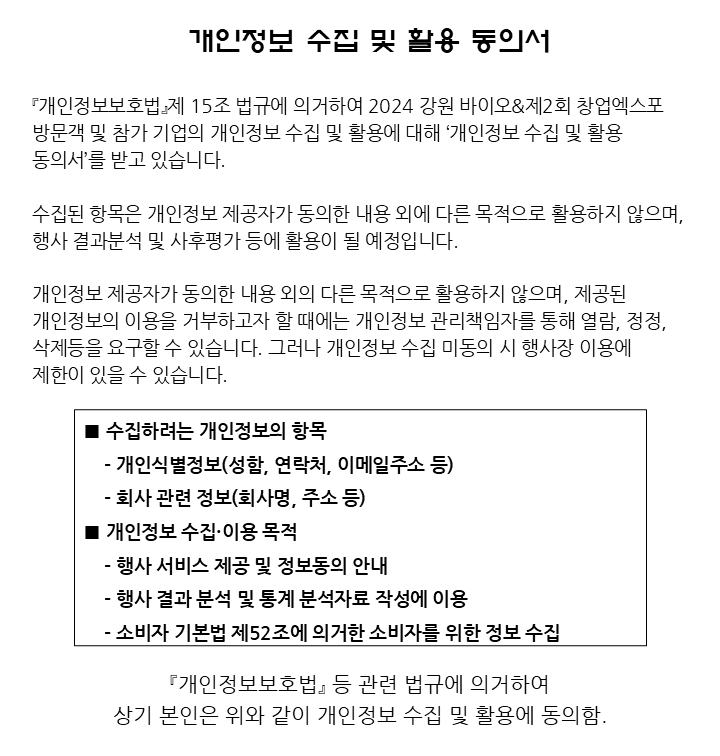 개인정보 수집 및 활용 동의서
『개인정보보호법』제 15조 법규에 의거하여 2024 강원 바이오&제2회 창업엑스포
방문객 및 참가 기업의 개인정보 수집 및 활용에 대해 ‘개인정보 수집 및 활용
동의서’를 받고 있습니다.
수집된 항목은 개인정보 제공자가 동의한 내용 외에 다른 목적으로 활용하지 않으며,
행사 결과분석 및 사후평가 등에 활용이 될 예정입니다.
개인정보 제공자가 동의한 내용 외의 다른 목적으로 활용하지 않으며, 제공된
개인정보의 이용을 거부하고자 할 때에는 개인정보 관리책임자를 통해 열람, 정정,
삭제등을 요구할 수 있습니다. 그러나 개인정보 수집 미동의 시 행사장 이용에
제한이 있을 수 있습니다.
■ 수집하려는 개인정보의 항목
- 개인식별정보(성함, 연락처, 이메일주소 등)
- 회사 관련 정보(회사명, 주소 등)
■ 개인정보 수집·이용 목적
- 행사 서비스 제공 및 정보동의 안내
- 행사 결과 분석 및 통계 분석자료 작성에 이용
- 소비자 기본법 제52조에 의거한 소비자를 위한 정보 수집
『개인정보보호법』 등 관련 법규에 의거하여
상기 본인은 위와 같이 개인정보 수집 및 활용에 동의함.